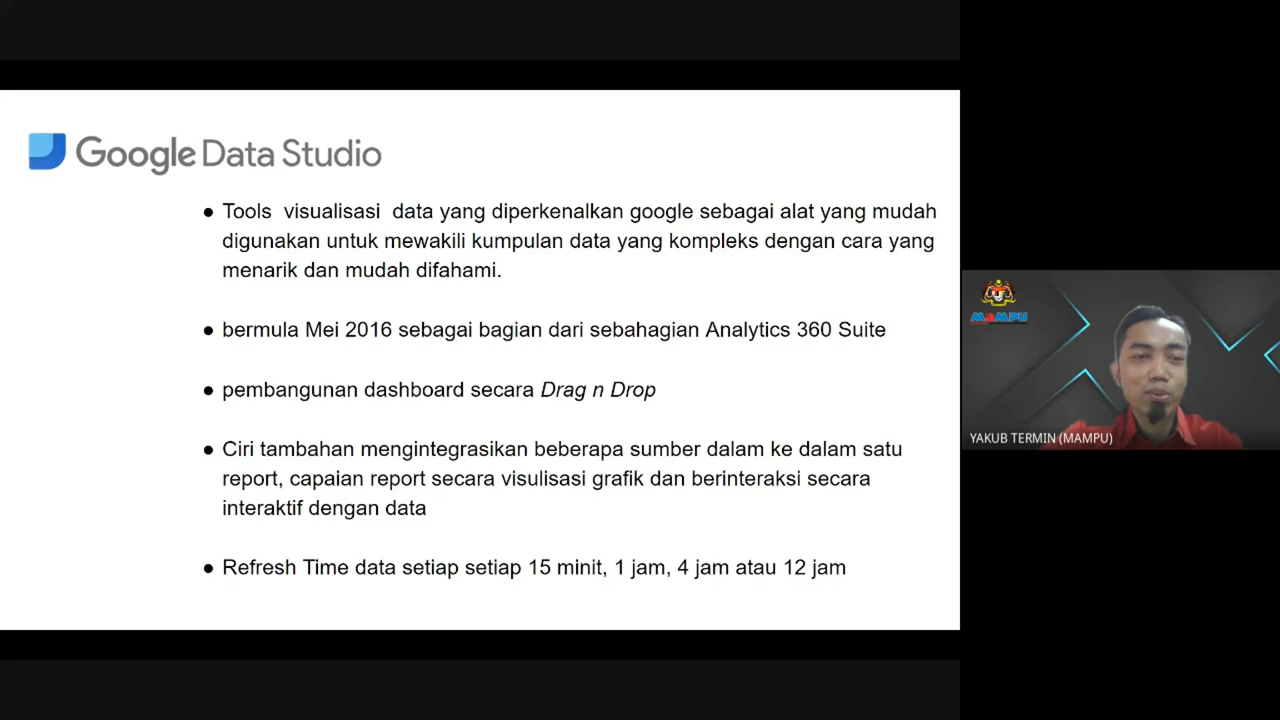 Google Data Studio
● Tools visualisasi data yang diperkenalkan google sebagai alat yang mudah
digunakan untuk mewakili kumpulan data yang kompleks dengan cara yang
menarik dan mudah difahami.
● bermula Mei 2016 sebagai bagian dari sebahagian Analytics 360 Suite
● pembangunan dashboard secara Drag n Drop
● Ciri tambahan mengintegrasikan beberapa sumber dalam ke dalam satu
report, capaian report secara visulisasi grafik dan berinteraksi secara
interaktif dengan data
● Refresh Time data setiap setiap 15 minit, 1 jam, 4 jam atau 12 jam
MAMPU
YAKUB TERMIN (MAMPU)